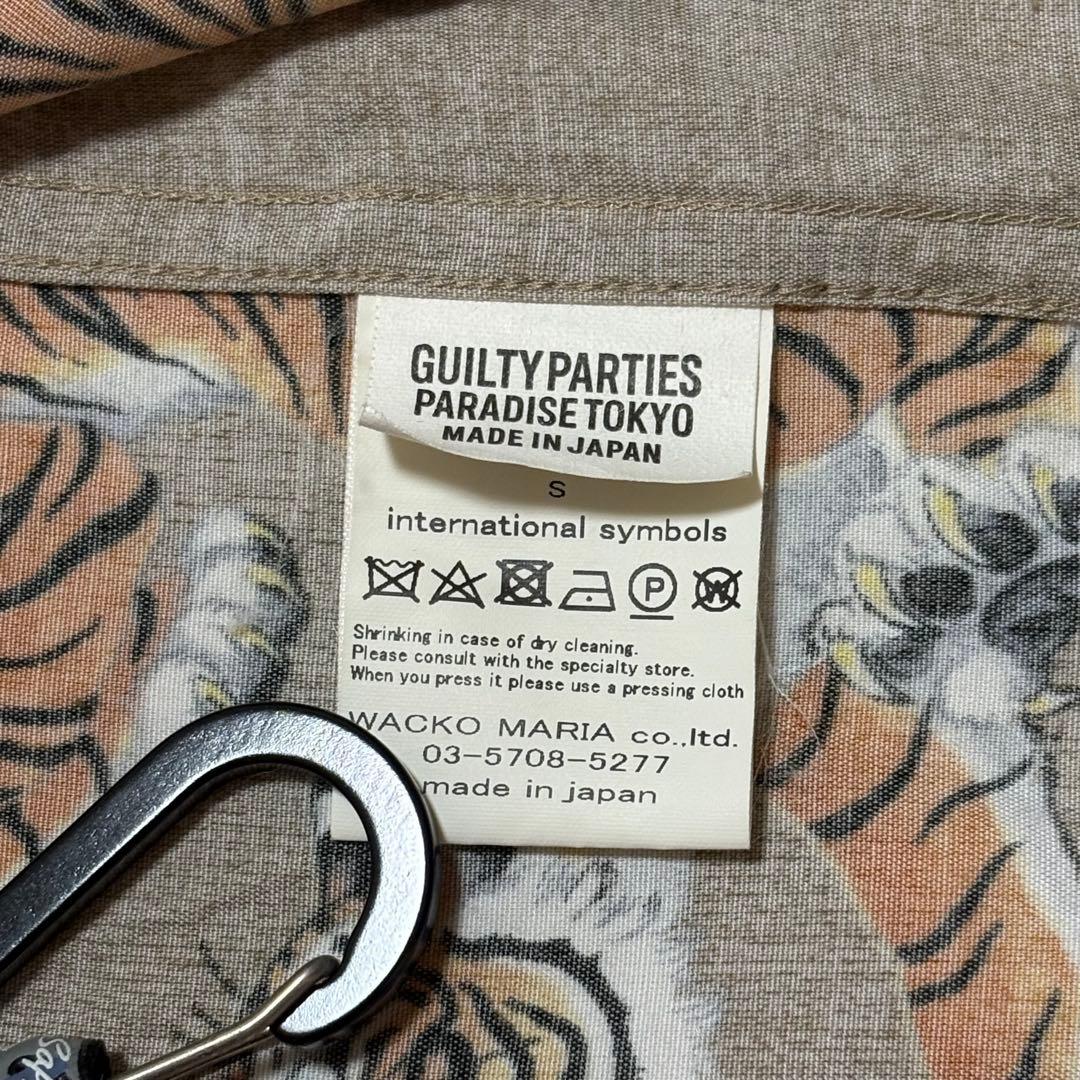 GUILTY PARTIES
PARADISE TOKYO
MADE IN JAPAN
S
international symbols
P W
Shrinking in case of dry cleaning.
Please consult with the specialty store.
When you press it please use a pressing cloth
WACKO MARIA co.,ltd.
03-5708-5277
made in japan